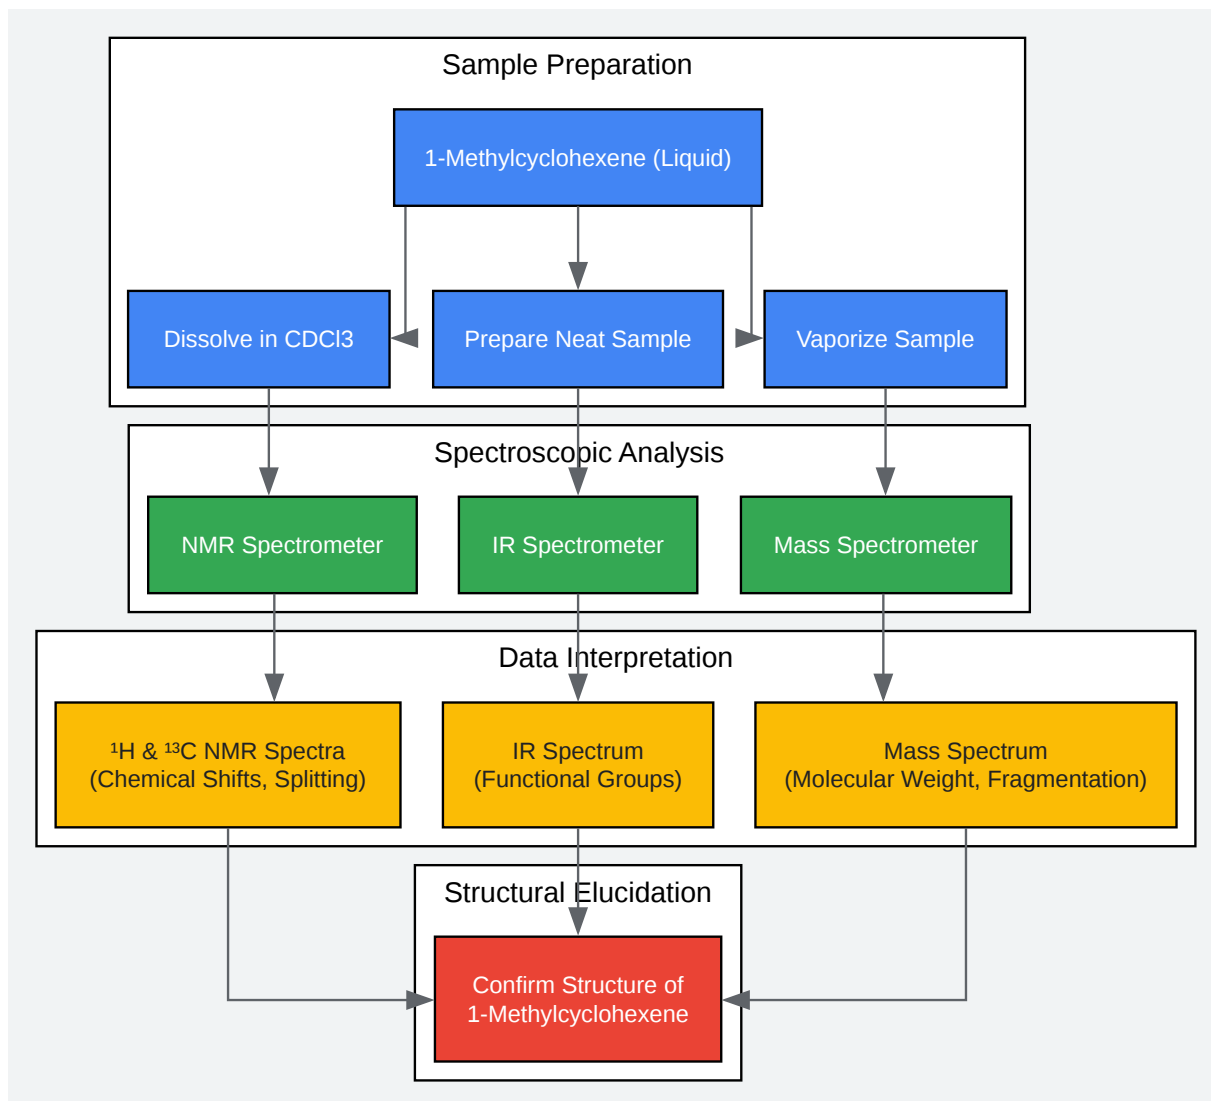 Sample Preparation
1-Methylcyclohexene (Liquid)
Dissolve in CDCl3
Prepare Neat Sample
Vaporize Sample
Spectroscopic Analysis
NMR Spectrometer
IR Spectrometer
Mass Spectrometer
Data Interpretation
¹H & ¹³C NMR Spectra
(Chemical Shifts, Splitting)
IR Spectrum
(Functional Groups)
Mass Spectrum
(Molecular Weight, Fragmentation)
Structural Elucidation
Confirm Structure of
1-Methylcyclohexene